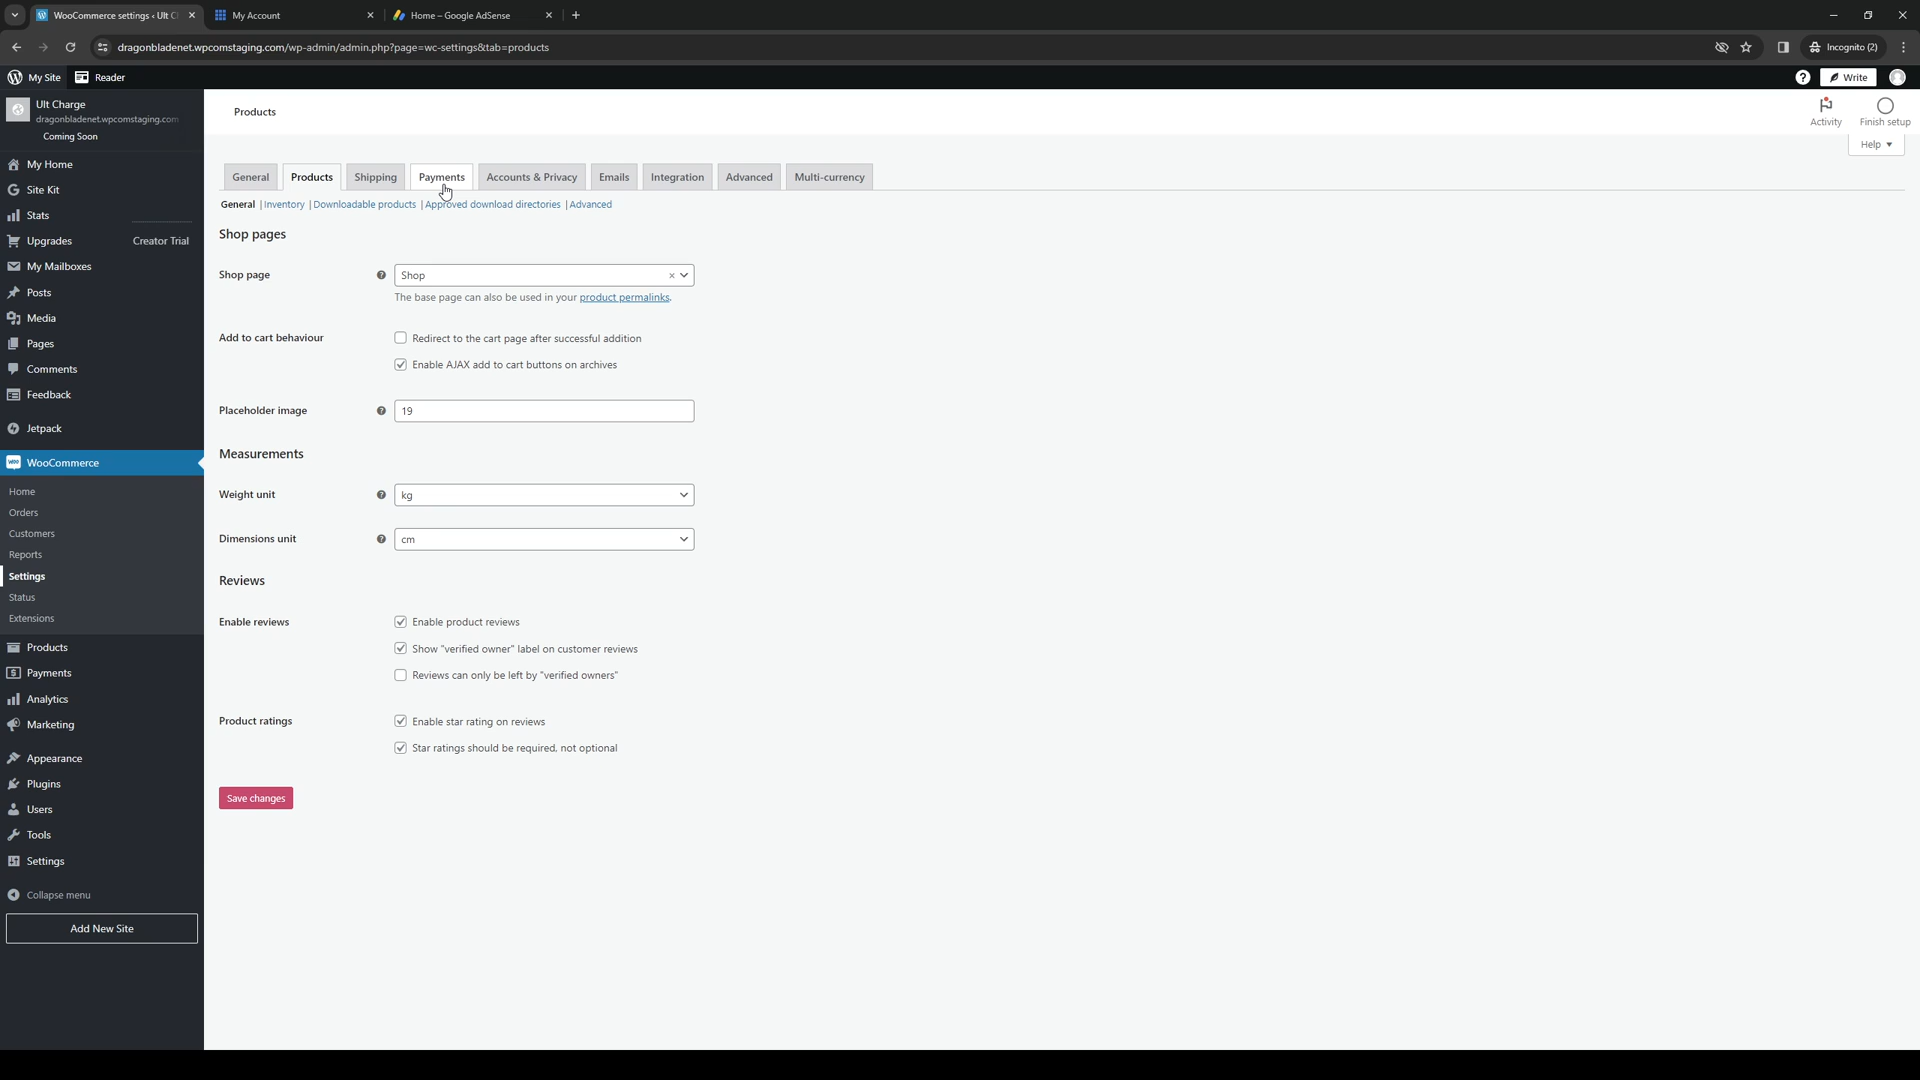 WooCommerce settings ‹ Ult C
My Account
Home – Google AdSense
dragonbladenet.wpcomstaging.com/wp-admin/admin.php?page=wc-settings&tab=products
Incognito (2)
My Site
Reader
Write
Ult Charge
dragonbladenet.wpcomstaging.com
Coming Soon
Products
Activity
Finish setup
Help
My Home
Site Kit
Stats
Upgrades
Creator Trial
My Mailboxes
Posts
Media
Pages
Comments
Feedback
Jetpack
WooCommerce
Home
Orders
Customers
Reports
Settings
Status
Extensions
Products
Payments
Analytics
Marketing
Appearance
Plugins
Users
Tools
Settings
Collapse menu
Add New Site
General
Products
Shipping
Payments
Accounts & Privacy
Emails
Integration
Advanced
Multi-currency
General | Inventory | Downloadable products | Approved download directories | Advanced
Shop pages
Shop page
Shop
The base page can also be used in your product permalinks.
Add to cart behaviour
Redirect to the cart page after successful addition
Enable AJAX add to cart buttons on archives
Placeholder image
19
Measurements
Weight unit
kg
Dimensions unit
cm
Reviews
Enable reviews
Enable product reviews
Show "verified owner" label on customer reviews
Reviews can only be left by "verified owners"
Product ratings
Enable star rating on reviews
Star ratings should be required, not optional
Save changes